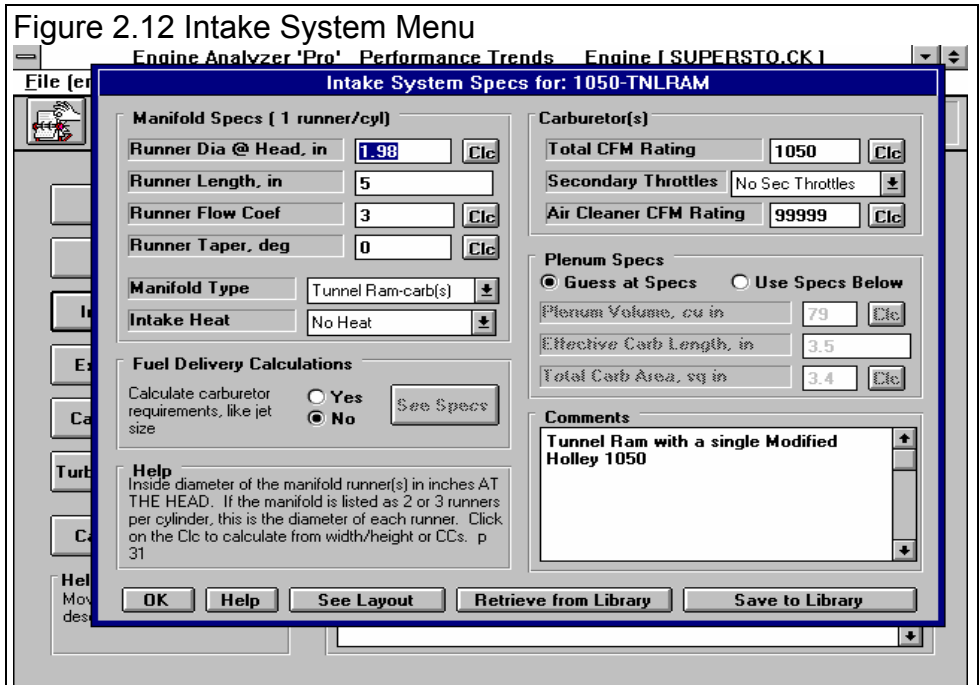 Figure 2.12 Intake System Menu
Engine Analyzer 'Pro' Performance Trends Engine [ SUPERSTO.CK ]
File
Intake System Specs for: 1050-TNLRAM
Manifold Specs ( 1 runner/cyl)
Runner Dia @ Head, in 1.98 Clc
Runner Length, in 5
Runner Flow Coef 3 Clc
Runner Taper, deg 0 Clc
Manifold Type Tunnel Ram-carb(s)
Intake Heat No Heat
Fuel Delivery Calculations
Calculate carburetor
requirements, like jet
size
Yes
No
See Specs
Help
Inside diameter of the manifold runner(s) in inches AT
THE HEAD. If the manifold is listed as 2 or 3 runners
per cylinder, this is the diameter of each runner. Click
on the Clc to calculate from width/height or CCs. p
31
Carburetor(s)
Total CFM Rating 1050 Clc
Secondary Throttles No Sec Throttles
Air Cleaner CFM Rating 99999 Clc
Plenum Specs
Guess at Specs Use Specs Below
Plenum Volume, cu in 79 Clc
Effective Carb Length, in 3.5
Total Carb Area, sq in 3.4 Clc
Comments
Tunnel Ram with a single Modified
Holley 1050
OK Help See Layout Retrieve from Library Save to Library